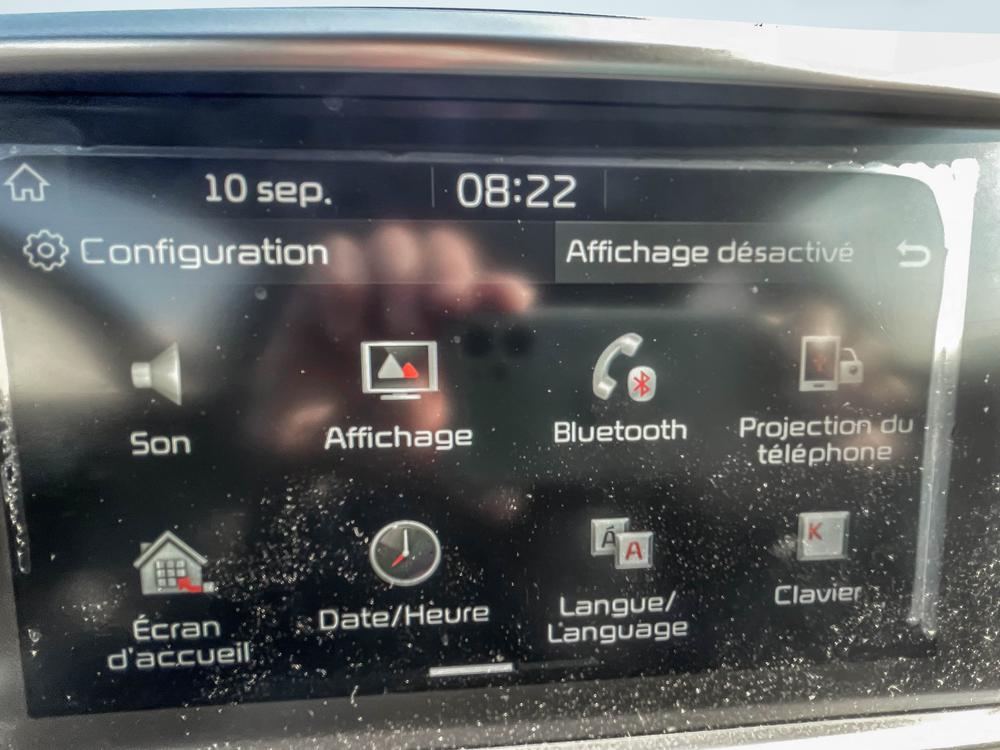 10 sep.
08:22
Configuration
Affichage désactivé
Son
Affichage
Bluetooth
Projection du
téléphone
Écran
d'accueil
Date/Heure
Á
A
Langue/
Language
K
Clavier